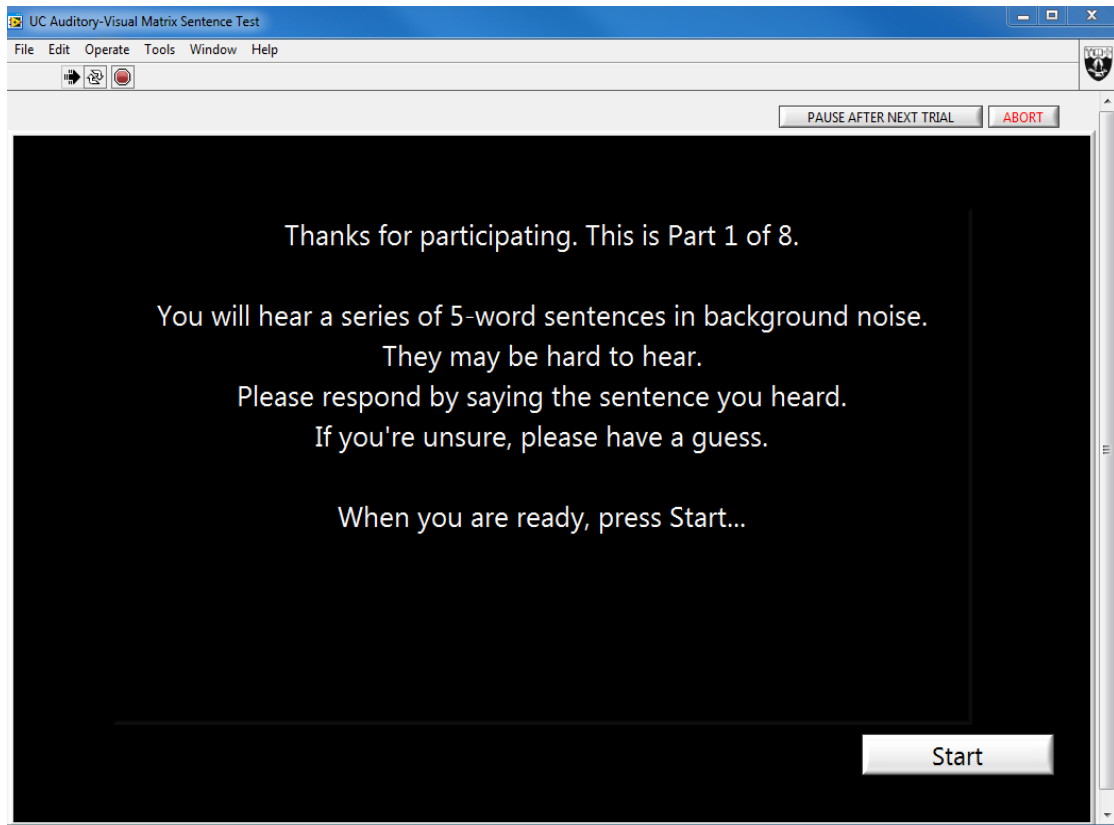 UC Auditory-Visual Matrix Sentence Test
File Edit Operate Tools Window Help
PAUSE AFTER NEXT TRIAL ABORT
Thanks for participating. This is Part 1 of 8.
You will hear a series of 5-word sentences in background noise.
They may be hard to hear.
Please respond by saying the sentence you heard.
If you're unsure, please have a guess.
When you are ready, press Start...
Start